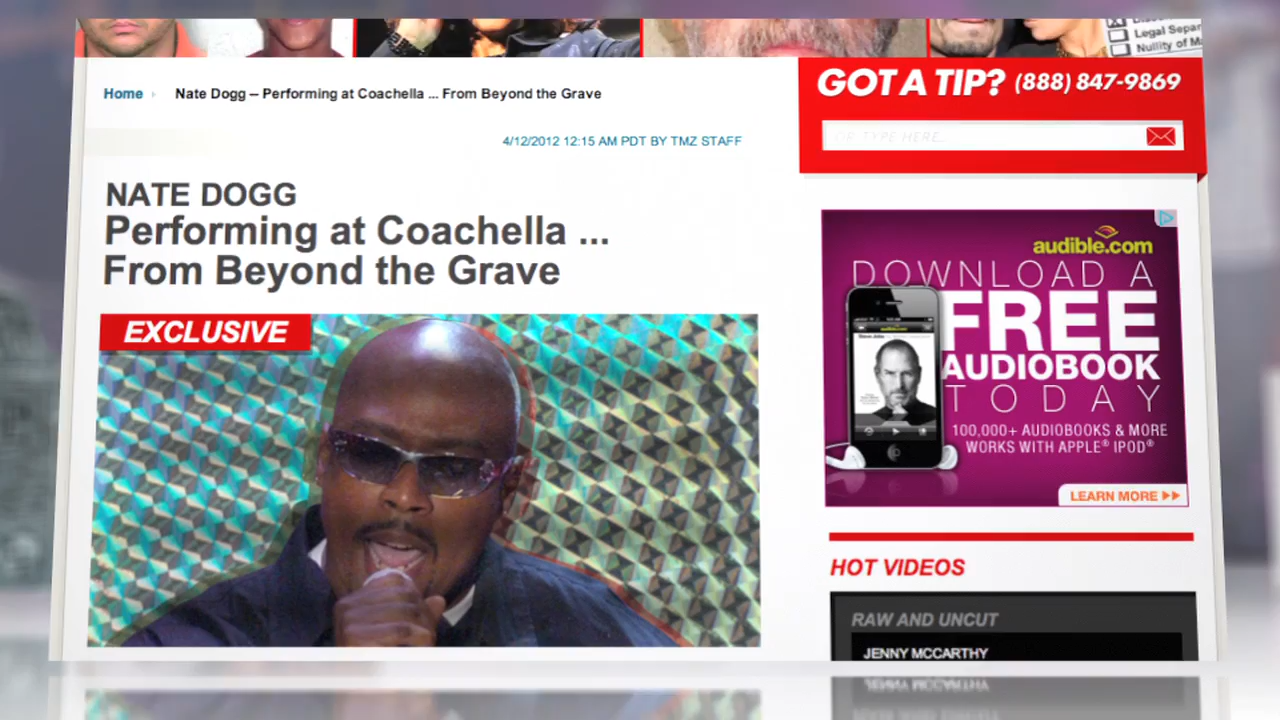 Legal Separ
Nullity of M
Home
Nate Dogg – Performing at Coachella ... From Beyond the Grave
GOT A TIP? (888) 847-9869
OR TYPE HERE...
4/12/2012 12:15 AM PDT BY TMZ STAFF
NATE DOGG
Performing at Coachella ...
From Beyond the Grave
EXCLUSIVE
audible.com
DOWNLOAD A
FREE
AUDIOBOOK
TODAY
100,000+ AUDIOBOOKS & MORE
WORKS WITH APPLE® IPOD®
LEARN MORE
HOT VIDEOS
RAW AND UNCUT
JENNY MCCARTHY